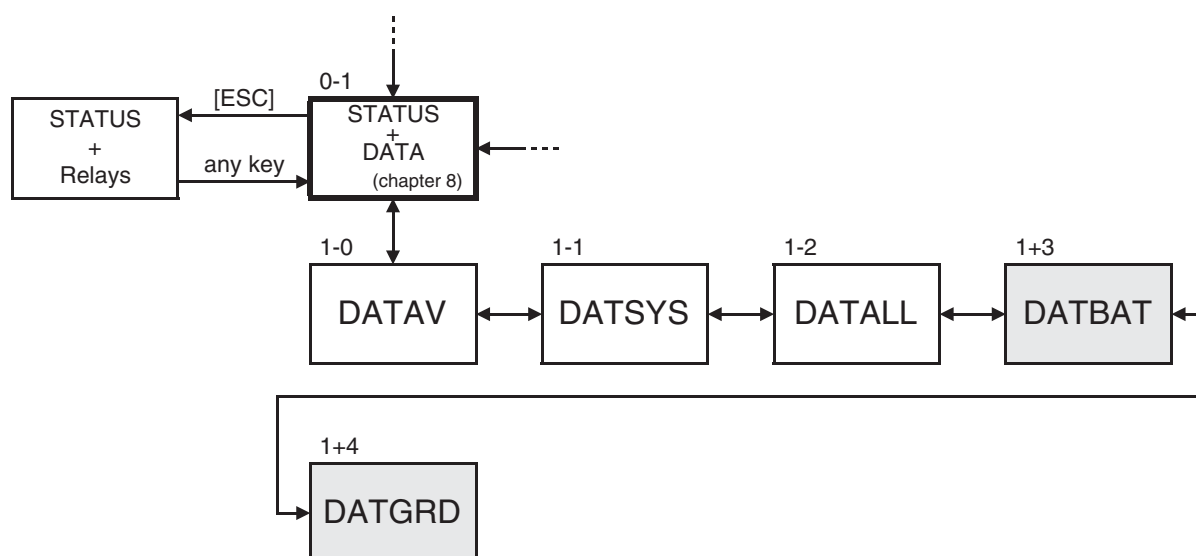 0-1
[ESC]
STATUS
+
Relays
any key
STATUS
+
DATA
(chapter 8)
1-0
1-1
1-2
1+3
DATAV
DATSYS
DATALL
DATBAT
1+4
DATGRD